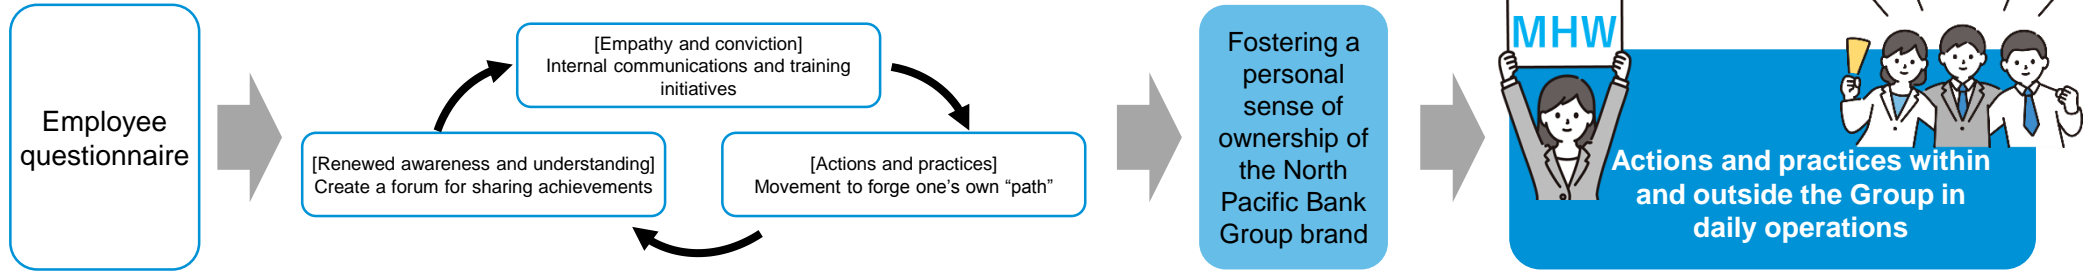 Employee
questionnaire
[Empathy and conviction]
Internal communications and training
initiatives
[Renewed awareness and understanding]
Create a forum for sharing achievements
[Actions and practices]
Movement to forge one’s own “path”
Fostering a
personal
sense of
ownership of
the North
Pacific Bank
Group brand
MHW
Actions and practices within
and outside the Group in
daily operations